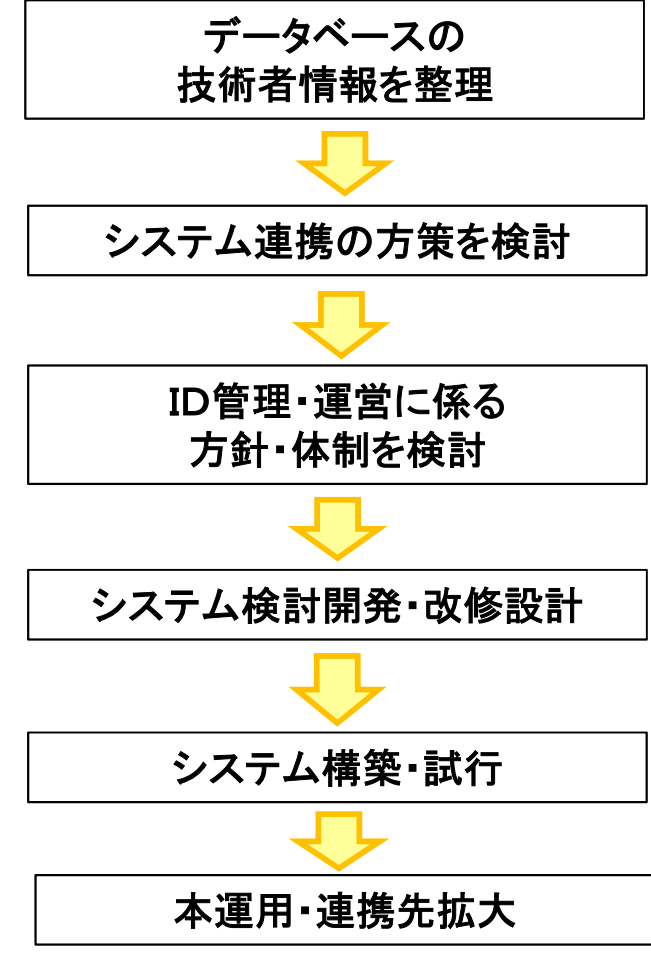 データベースの
技術者情報を整理
システム連携の方策を検討
ID管理・運営に係る
方針・体制を検討
システム検討開発・改修設計
システム構築・試行
本運用・連携先拡大